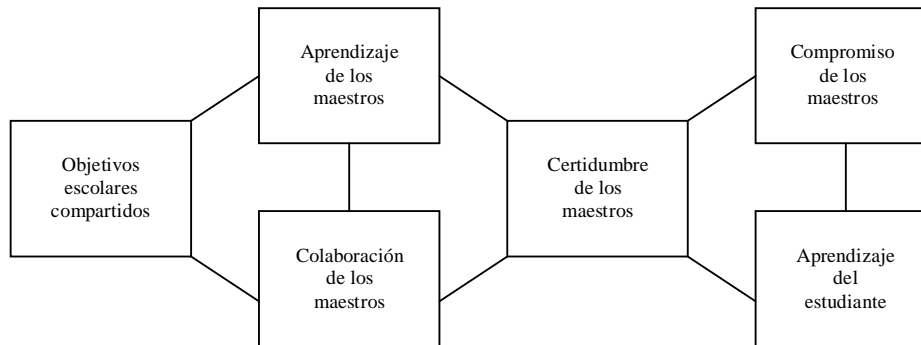 Aprendizaje
de los
maestros
Compromiso
de los
maestros
Objetivos
escolares
compartidos
Certidumbre
de los
maestros
Colaboración
de los
maestros
Aprendizaje
del
estudiante